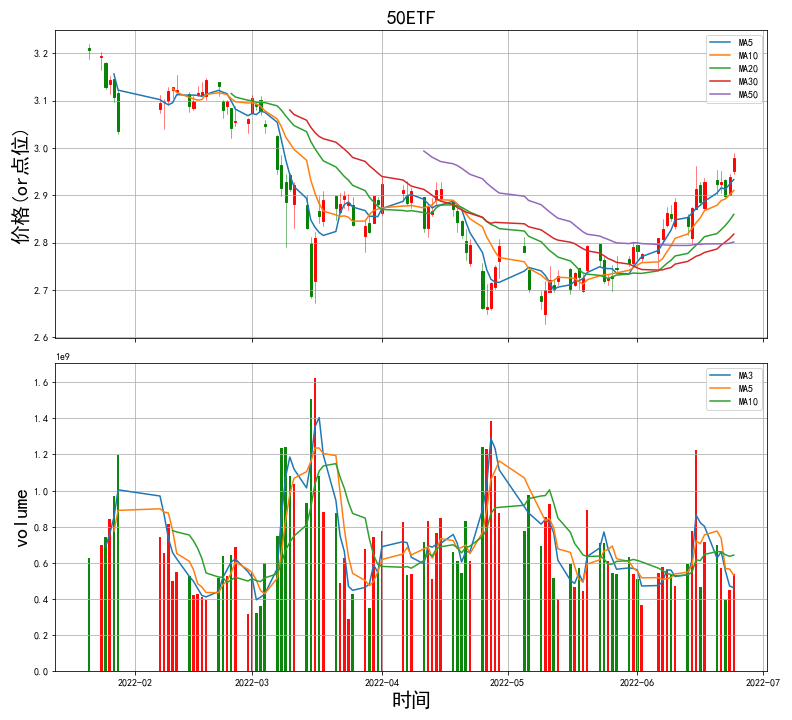 50ETF
价格(or点位)
3.2
3.1
3.0
2.9
2.8
2.7
2.6
MA5
MA10
MA20
MA30
MA50
1e9
volume
1.6
1.4
1.2
1.0
0.8
0.6
0.4
0.2
0.0
MA3
MA5
MA10
2022-02
2022-03
2022-04
2022-05
2022-06
2022-07
时间